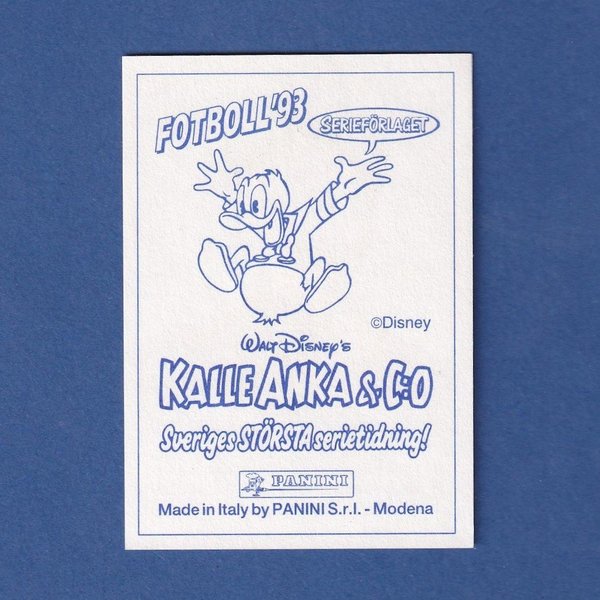 FOTBOLL'93
SERIEFÖRLAGET
©Disney
WALT DISNEY'S
KALLE ANKA & C:O
Sveriges STÖRSTA serietidning!
PANINI
Made in Italy by PANINI S.r.l. - Modena